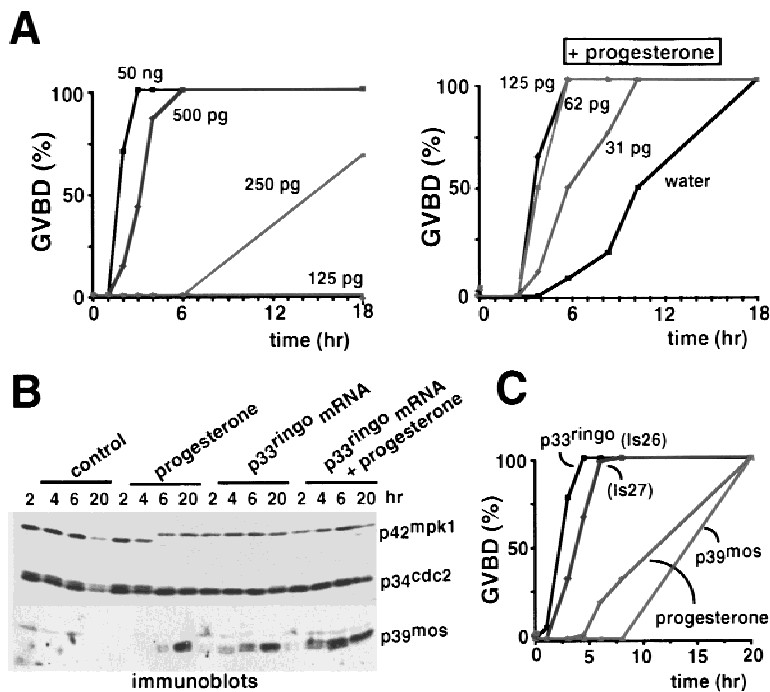 A
+ progesterone
50 ng
500 pg
250 pg
125 pg
GVBD (%)
100
50
0
0 6 12 18
time (hr)
125 pg
62 pg
31 pg
water
GVBD (%)
100
50
0
0 6 12 18
time (hr)
B
control
progesterone
p33ringo mRNA
p33ringo mRNA
+ progesterone
2 4 6 20 2 4 6 20 2 4 6 20 2 4 6 20 hr
p42mpk1
p34cdc2
p39mos
immunoblots
C
p33ringo (Is26)
(Is27)
p39mos
progesterone
GVBD (%)
100
50
0
0 5 10 15 20
time (hr)